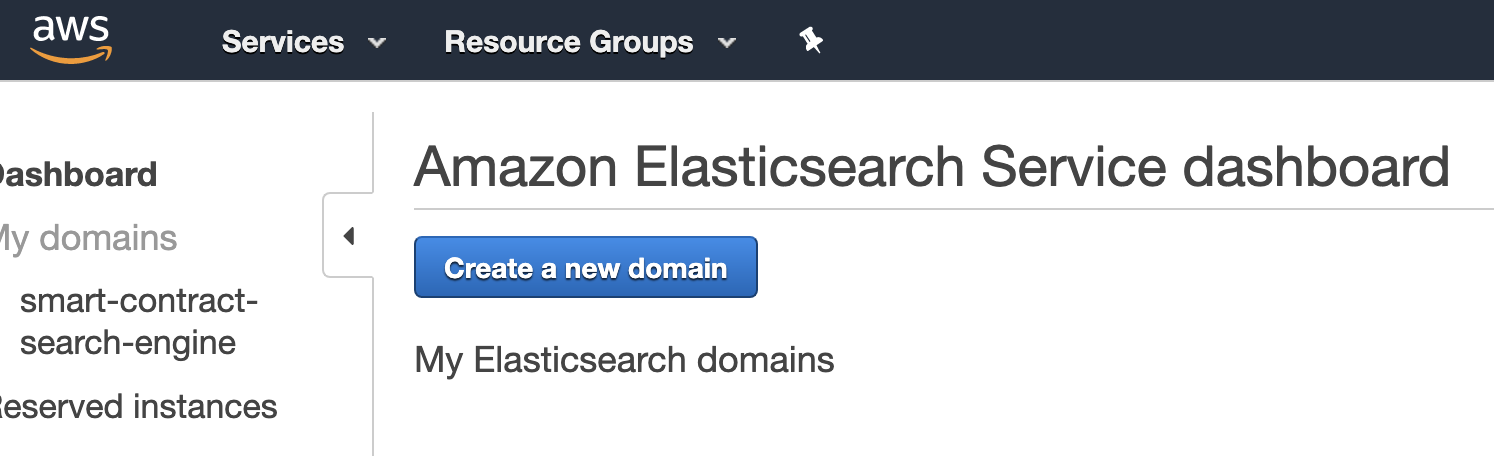 aws
Services
Resource Groups
Dashboard
My domains
smart-contract-
search-engine
Reserved instances
Amazon Elasticsearch Service dashboard
Create a new domain
My Elasticsearch domains